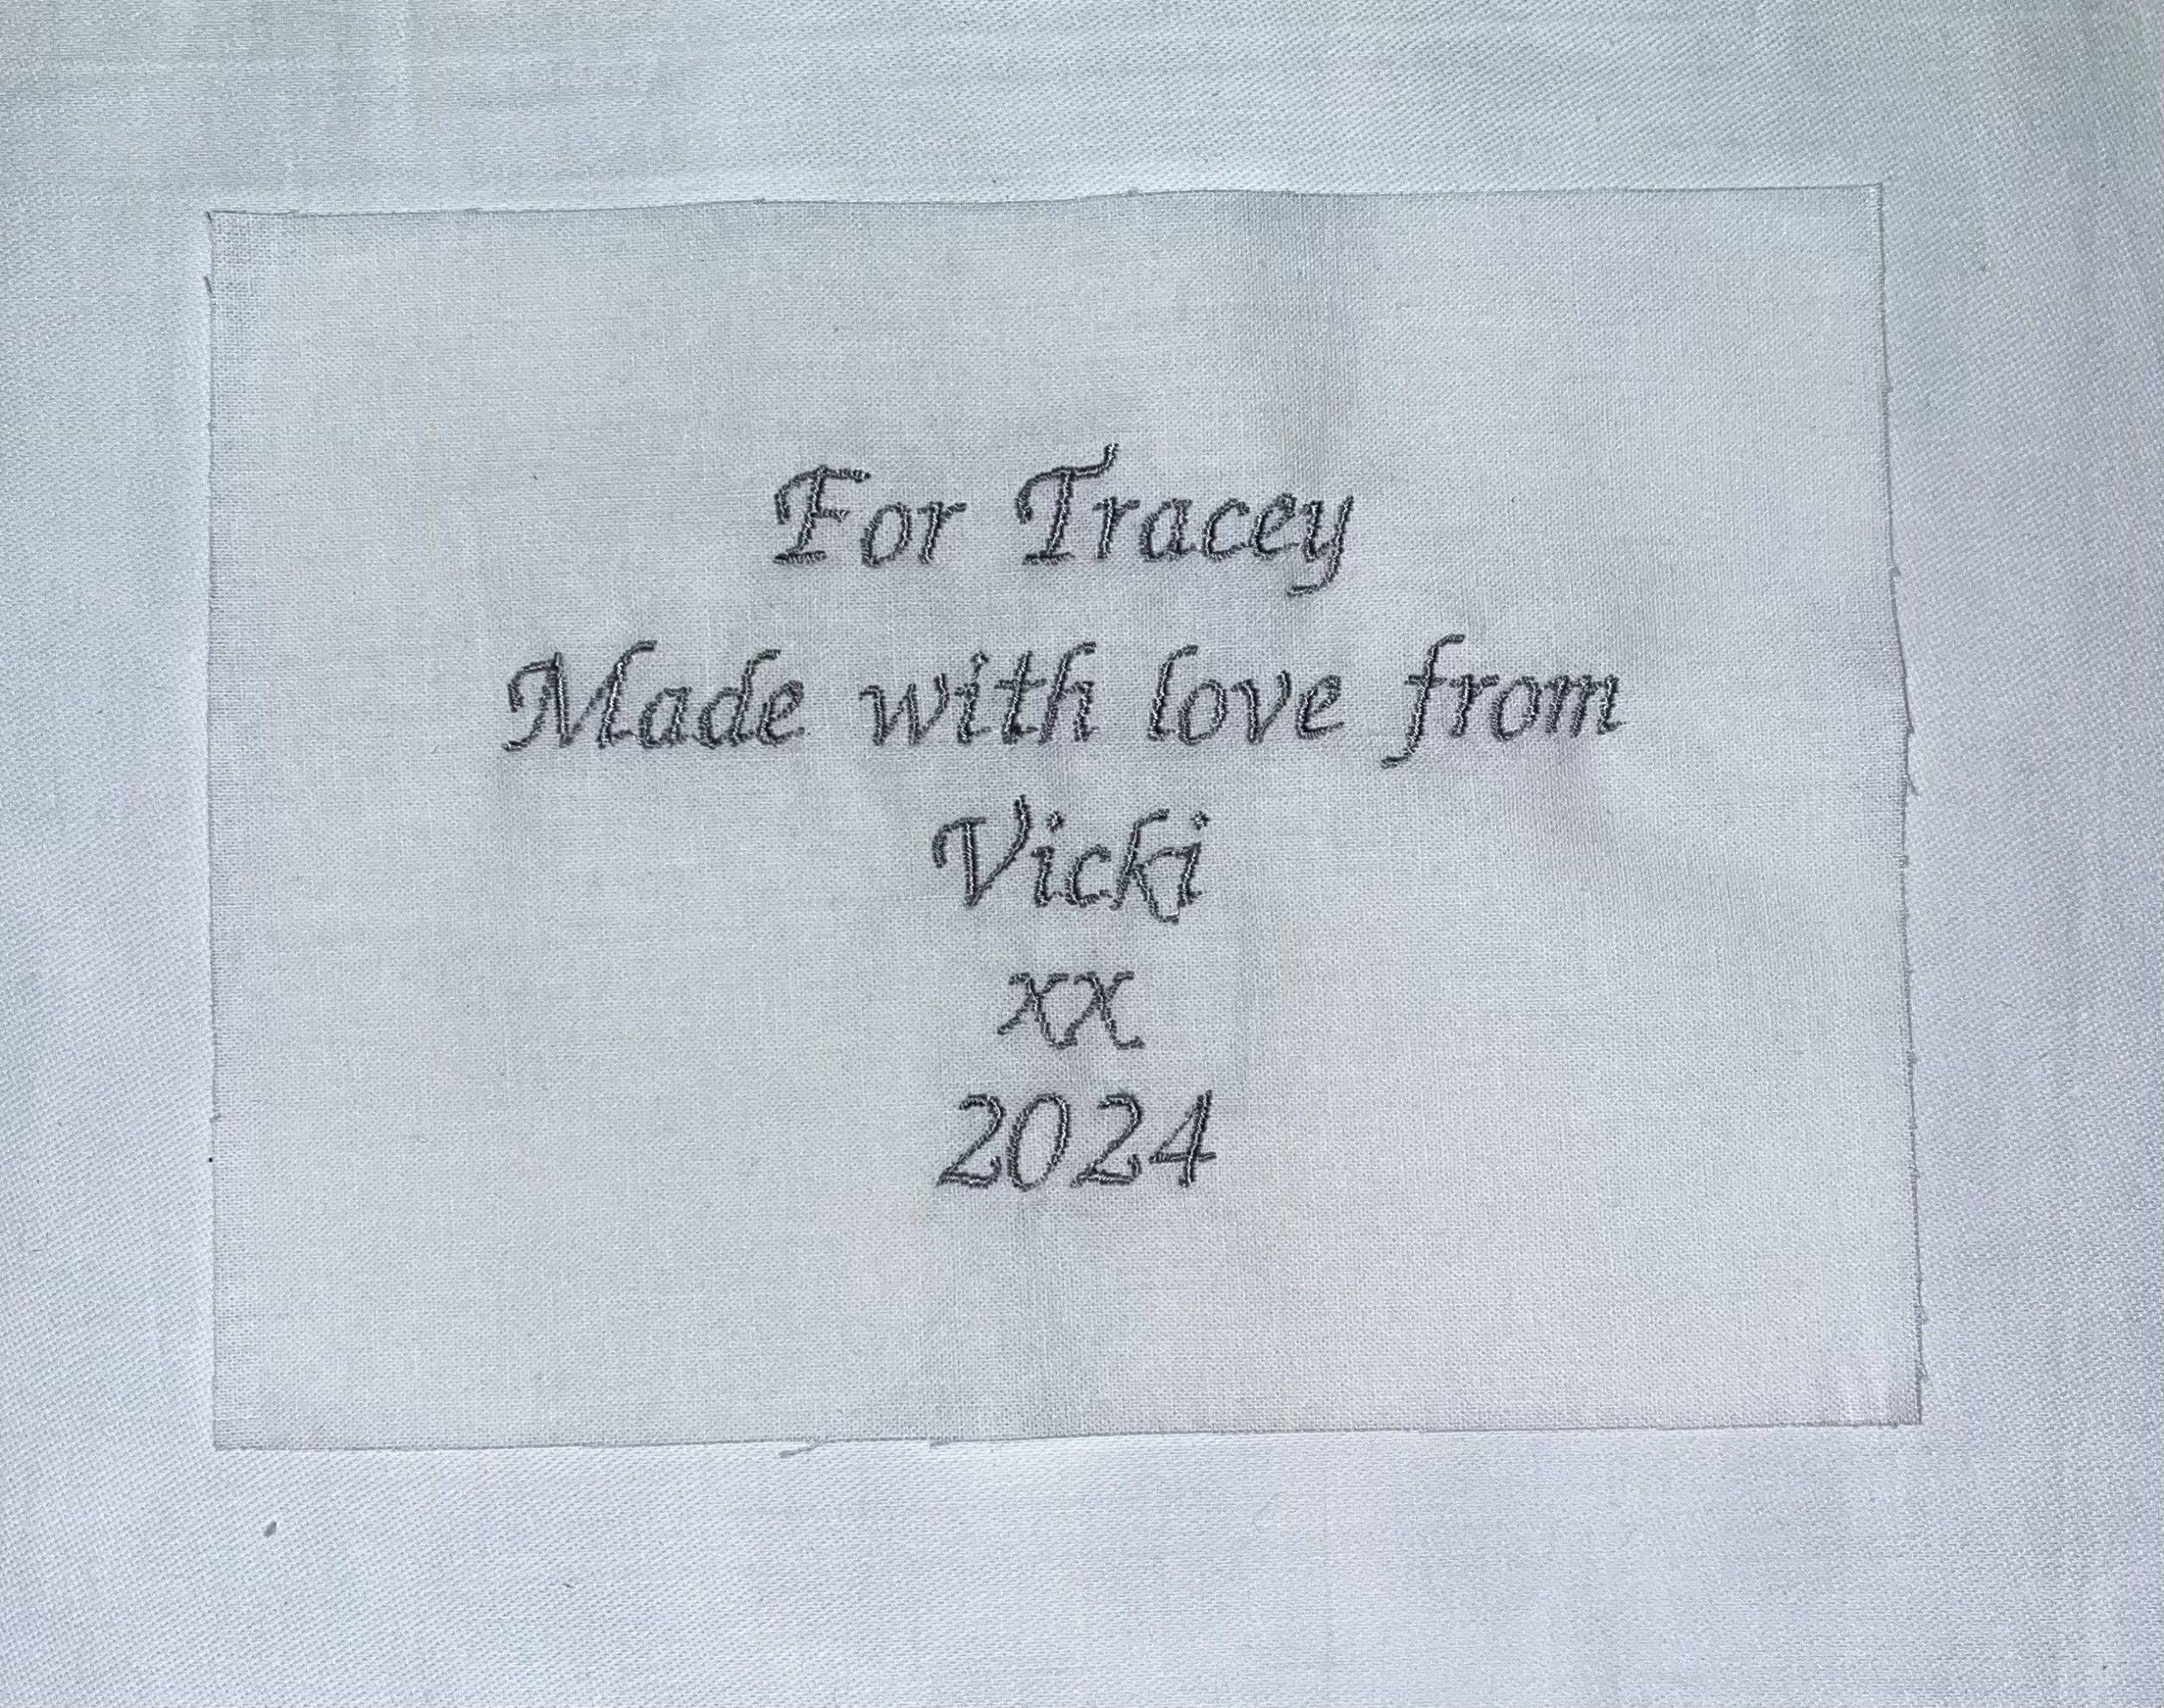 For Tracey
Made with love from
Vicki
xx
2024